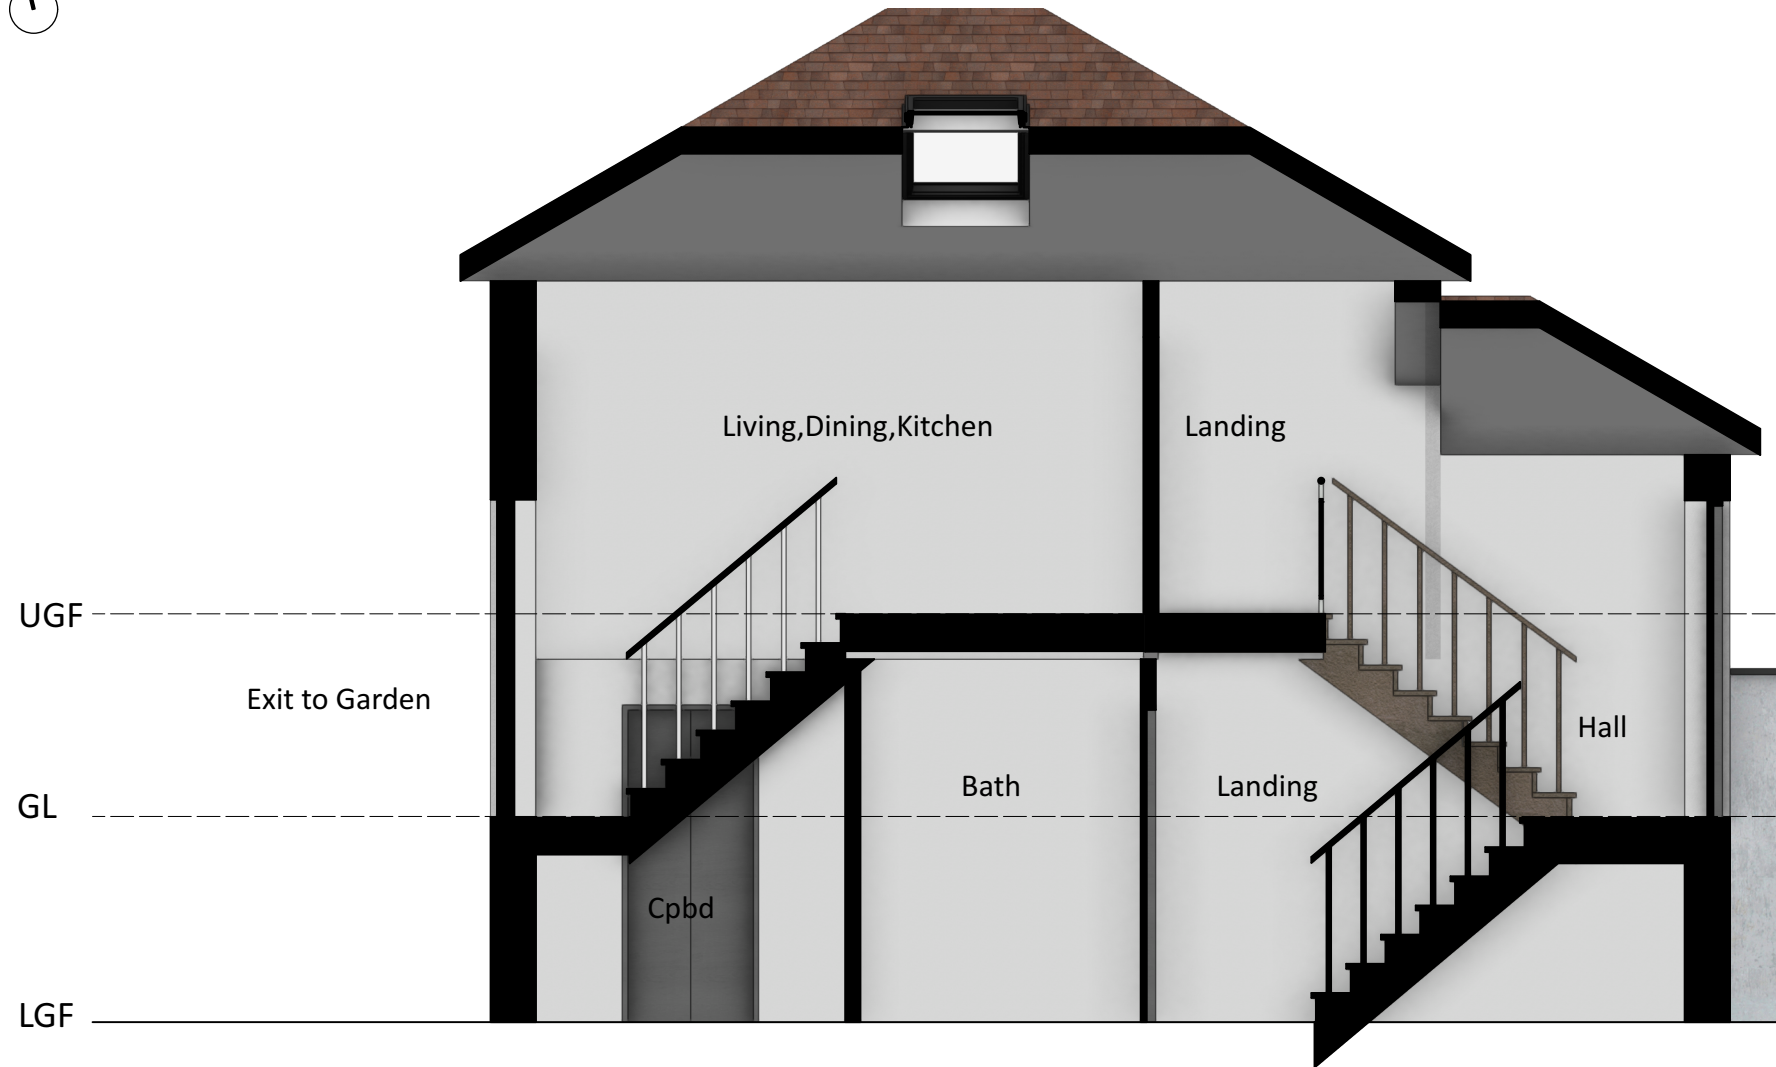 Living,Dining,Kitchen
Landing
UGF
Exit to Garden
Hall
Bath
Landing
GL
Cpbd
LGF